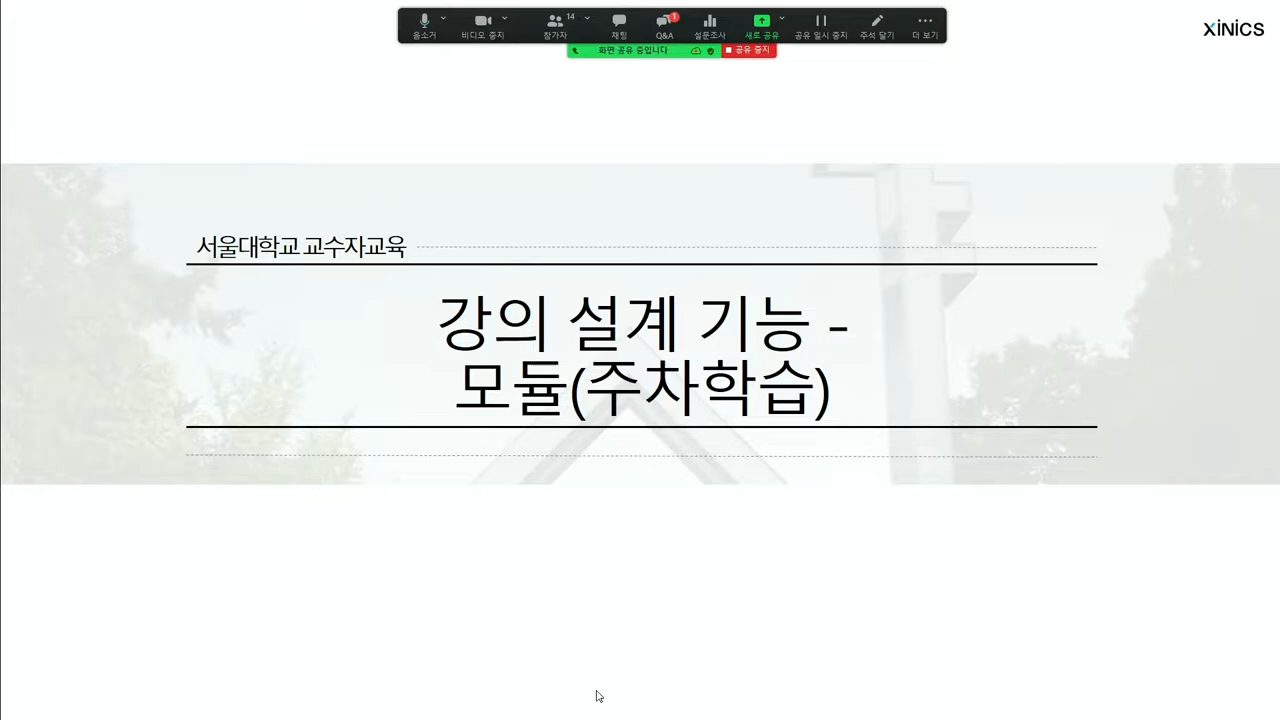 음소거
비디오 중지
14
참가자
채팅
1
Q&A
설문조사
새로 공유
공유 일시 중지
주석 달기
더 보기
화면 공유 중입니다
공유 중지
XiNiCS
서울대학교 교수자교육
강의 설계 기능 -
모듈(주차학습)